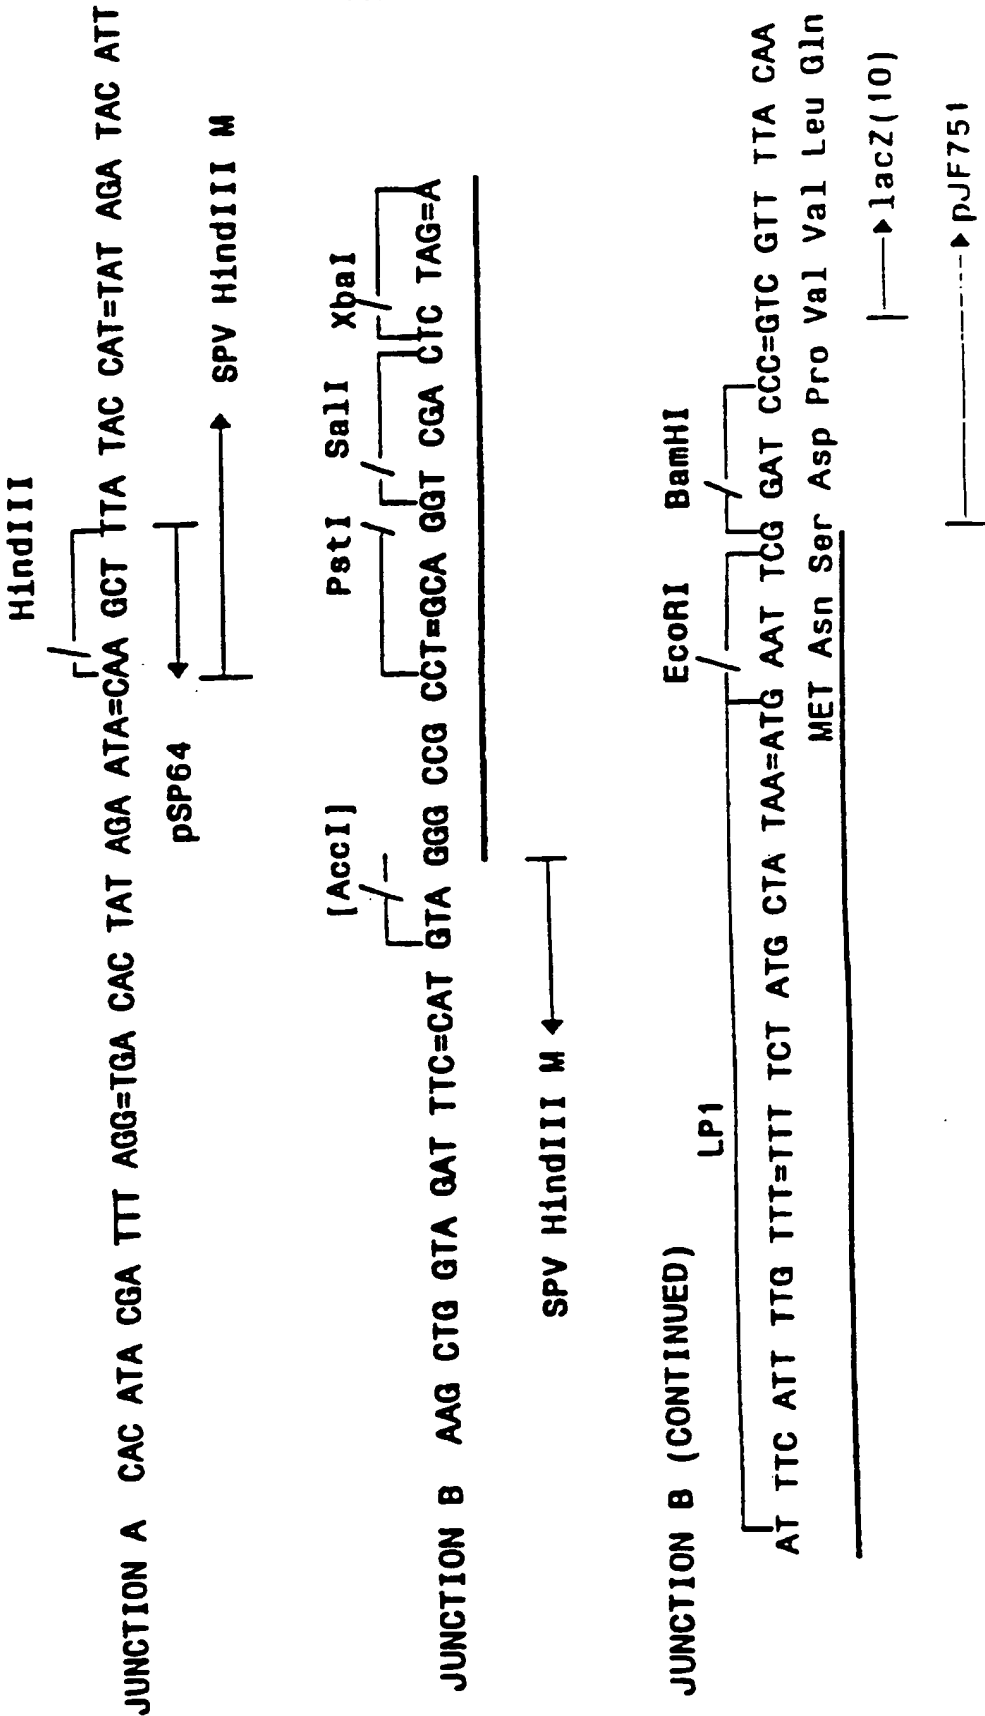 HindIII
JUNCTION A CAC ATA CGA TTT AGG=TGA CAC TAT AGA ATA=CAA GCT TTA TAC CAT=TAT AGA TAC ATT
pSP64
SPV HindIII M
[AccI] PstI SalI XbaI
JUNCTION B AAG CTG GTA GAT TTC=CAT GTA GGG CCG CCT=GCA GGT CGA CTC TAG=A
SPV HindIII M
JUNCTION B (CONTINUED)
LP1 EcoRI BamHI
AT TTC ATT TTG TTT=TTT TCT ATG CTA TAA=ATG AAT TCG GAT CCC=GTC GTT TTA CAA
MET Asn Ser Asp Pro Val Val Leu Gln
lacZ(10)
pJF751